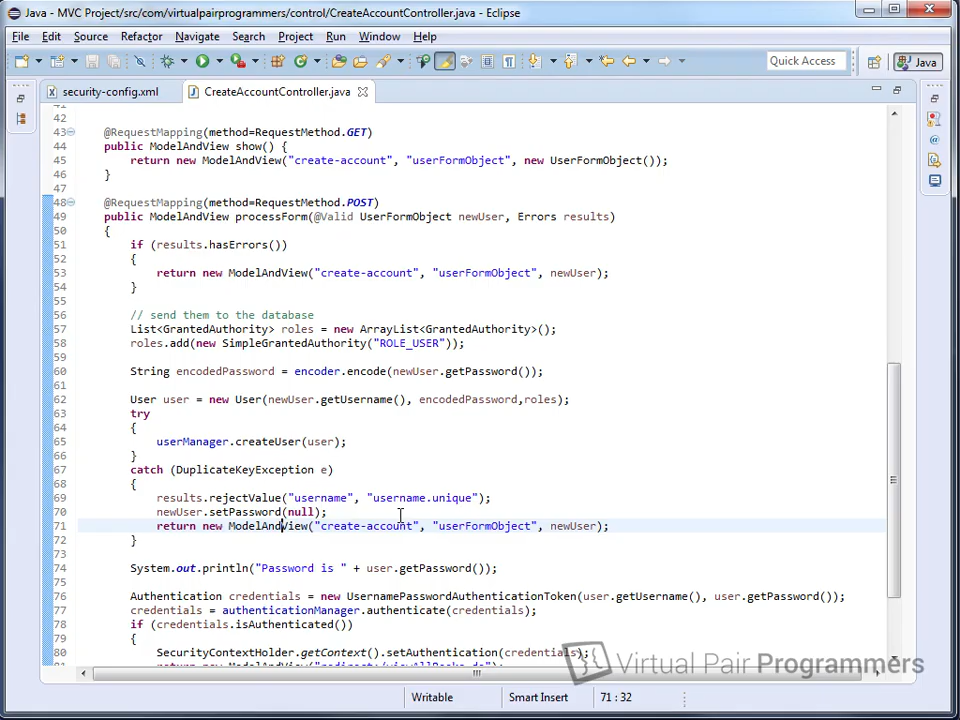 Java - MVC Project/src/com/virtualpairprogrammers/control/CreateAccountController.java - Eclipse
File Edit Source Refactor Navigate Search Project Run Window Help
Quick Access Java
security-config.xml CreateAccountController.java
42
43 @RequestMapping(method=RequestMethod.GET)
44 public ModelAndView show() {
45 return new ModelAndView("create-account", "userFormObject", new UserFormObject());
46 }
47
48 @RequestMapping(method=RequestMethod.POST)
49 public ModelAndView processForm(@Valid UserFormObject newUser, Errors results)
50 {
51 if (results.hasErrors())
52 {
53 return new ModelAndView("create-account", "userFormObject", newUser);
54 }
55
56 // send them to the database
57 List<GrantedAuthority> roles = new ArrayList<GrantedAuthority>();
58 roles.add(new SimpleGrantedAuthority("ROLE_USER"));
59
60 String encodedPassword = encoder.encode(newUser.getPassword());
61
62 User user = new User(newUser.getUsername(), encodedPassword,roles);
63 try
64 {
65 userManager.createUser(user);
66 }
67 catch (DuplicateKeyException e)
68 {
69 results.rejectValue("username", "username.unique");
70 newUser.setPassword(null);
71 return new ModelAndView("create-account", "userFormObject", newUser);
72 }
73
74 System.out.println("Password is " + user.getPassword());
75
76 Authentication credentials = new UsernamePasswordAuthenticationToken(user.getUsername(), user.getPassword());
77 credentials = authenticationManager.authenticate(credentials);
78 if (credentials.isAuthenticated())
79 {
80 SecurityContextHolder.getContext().setAuthentication(credentials);
Virtual Pair Programmers
Writable Smart Insert 71 : 32